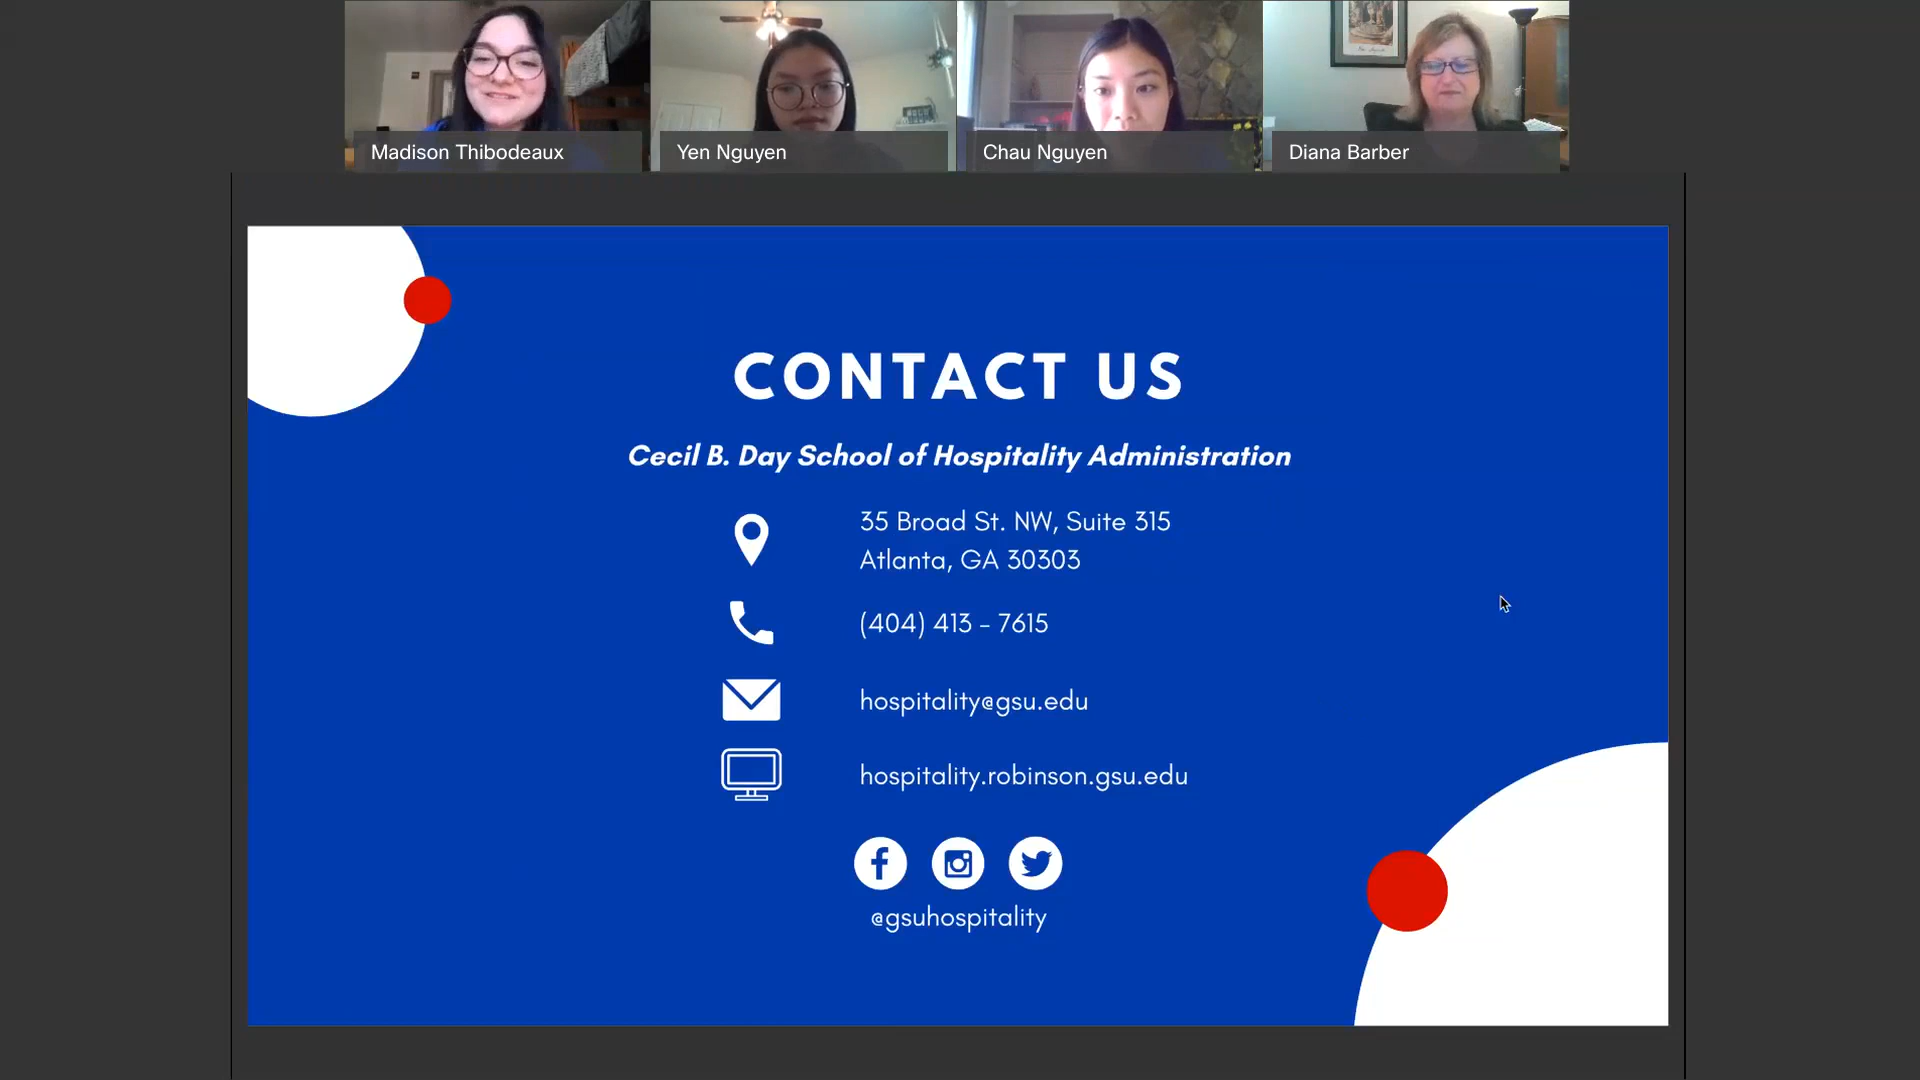 Madison Thibodeaux
Yen Nguyen
Chau Nguyen
Diana Barber
CONTACT US
Cecil B. Day School of Hospitality Administration
35 Broad St. NW, Suite 315
Atlanta, GA 30303
(404) 413 - 7615
hospitality@gsu.edu
hospitality.robinson.gsu.edu
@gsuhospitality